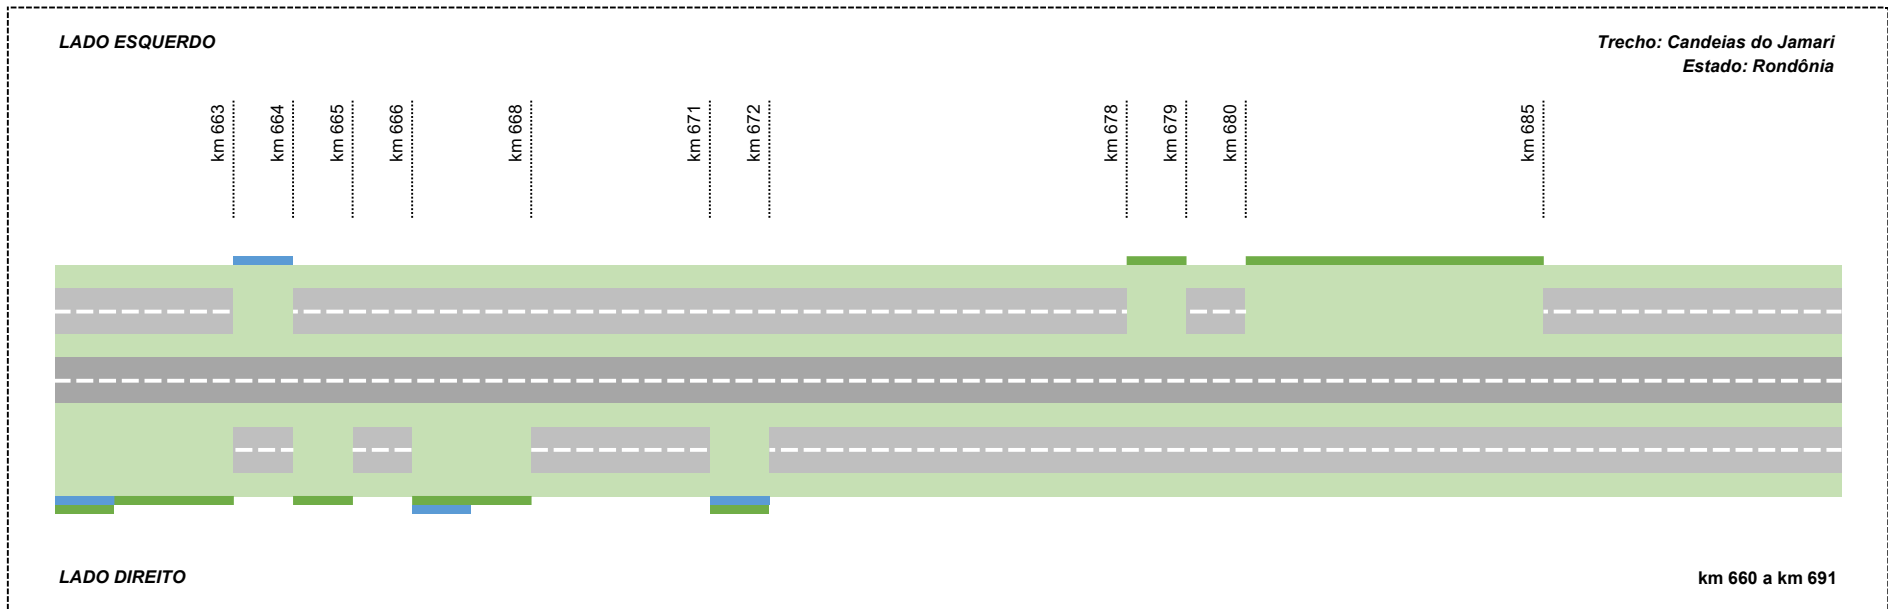 LADO ESQUERDO
Trecho: Candeias do Jamari
Estado: Rondônia
km 663
km 664
km 665
km 666
km 668
km 671
km 672
km 678
km 679
km 680
km 685
LADO DIREITO
km 660 a km 691